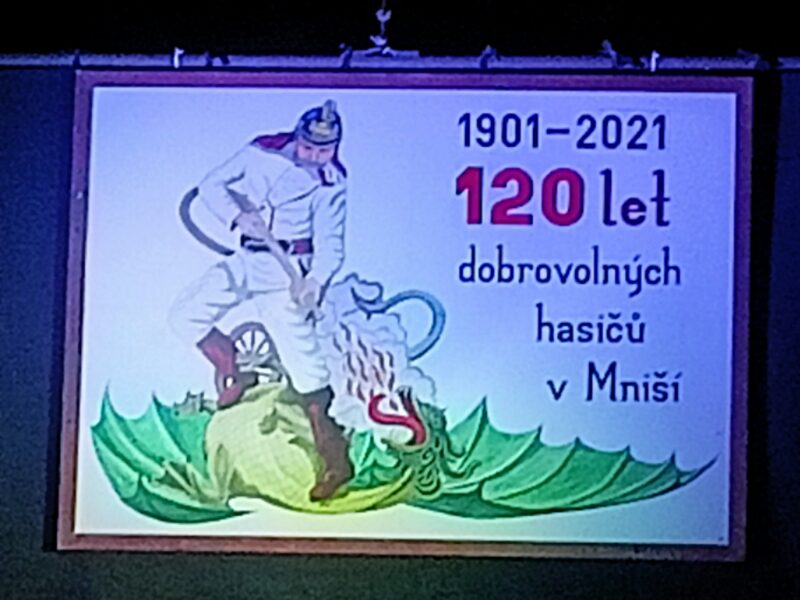 1901–2021
120 let
dobrovolných
hasičů
v Mniší